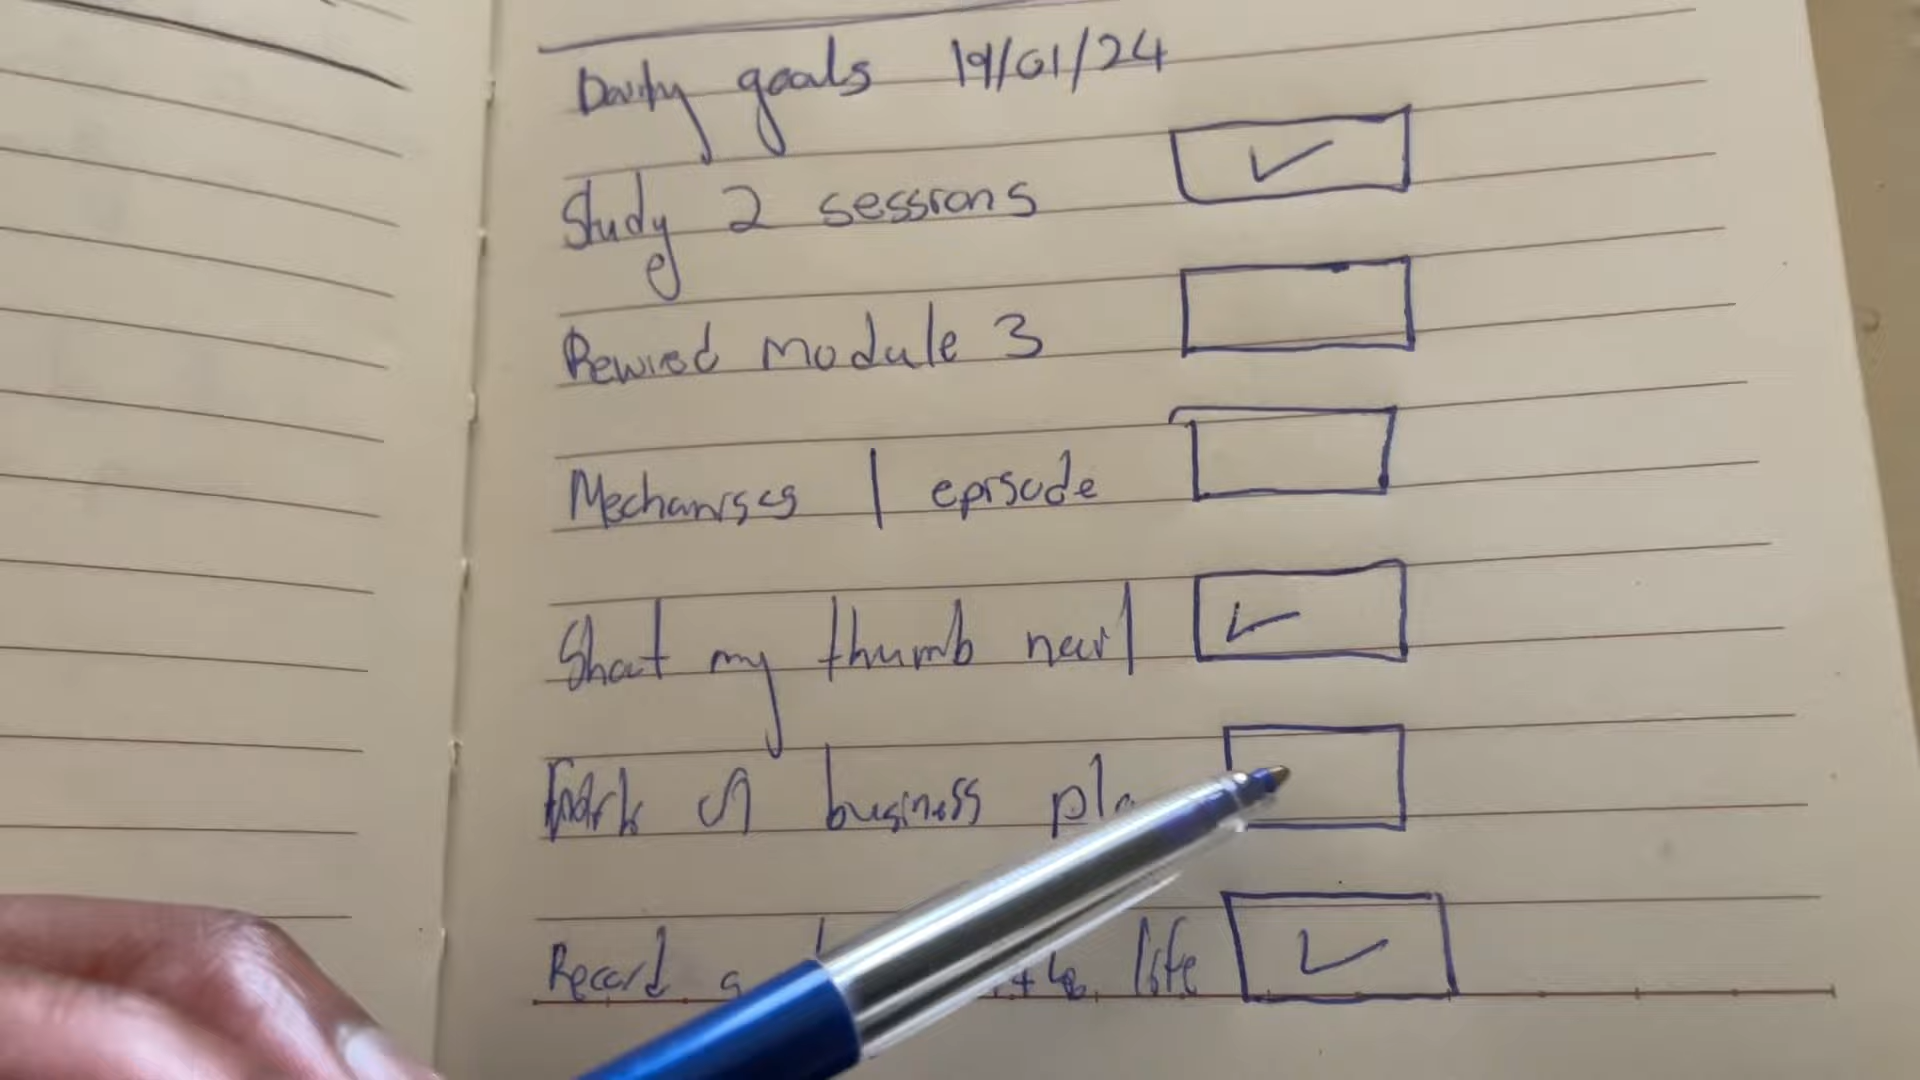 Daily goals 19/01/24
Study 2 sessions
Rewired module 3
Mechanisms 1 episode
Shoot my thumb nail
Work on business
Record a life